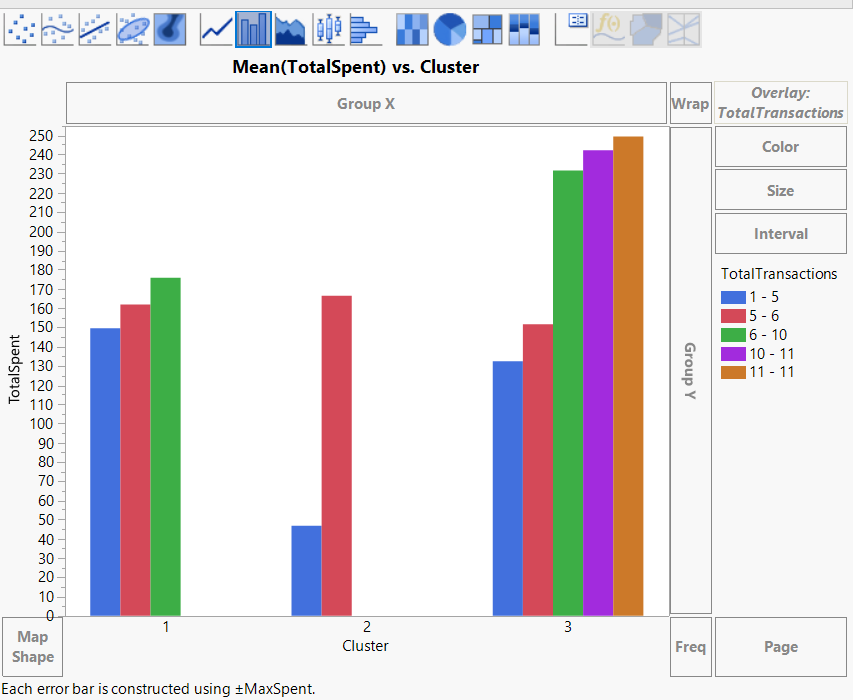 Mean(TotalSpent) vs. Cluster
Group X
Wrap
Overlay:
TotalTransactions
Color
Size
Interval
TotalTransactions
1 - 5
5 - 6
6 - 10
10 - 11
11 - 11
Group Y
TotalSpent
250
240
230
220
210
200
190
180
170
160
150
140
130
120
110
100
90
80
70
60
50
40
30
20
10
0
1
2
3
Cluster
Map
Shape
Freq
Page
Each error bar is constructed using ±MaxSpent.